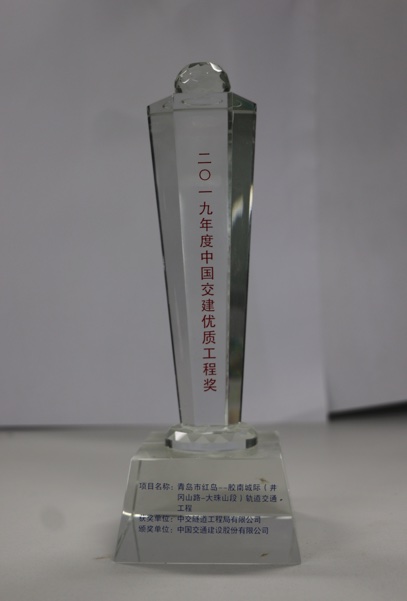 二〇一九年度中国交建优质工程奖
项目名称：青岛市红岛--胶南城际（井
冈山路-大珠山段）轨道交通
工程
获奖单位：中交隧道工程局有限公司
颁奖单位：中国交通建设股份有限公司